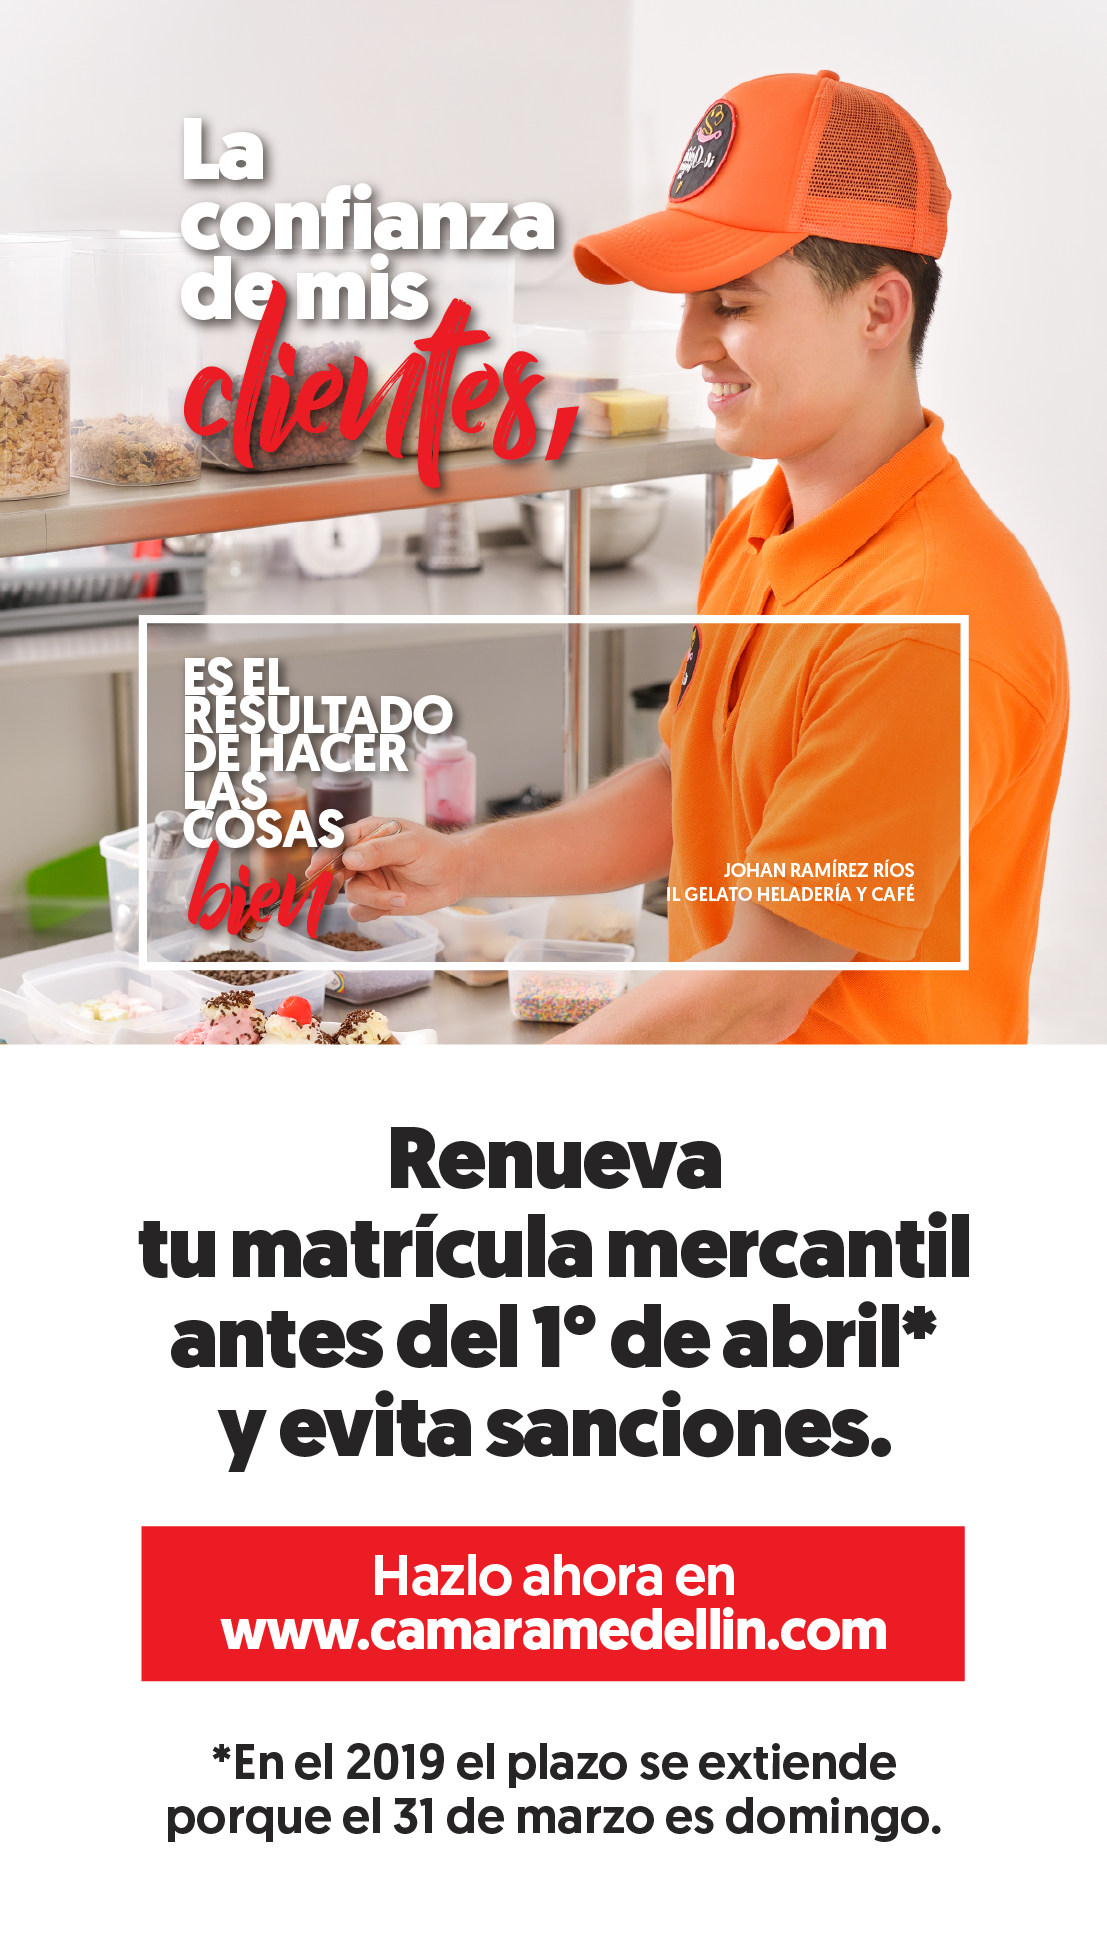 La
confianza
de mis
clientes,
ES EL
RESULTADO
DE HACER
LAS
COSAS
bien
JOHAN RAMÍREZ RÍOS
IL GELATO HELADERÍA Y CAFÉ
Renueva
tu matrícula mercantil
antes del 1° de abril*
y evita sanciones.
Hazlo ahora en
www.camaramedellin.com
*En el 2019 el plazo se extiende
porque el 31 de marzo es domingo.